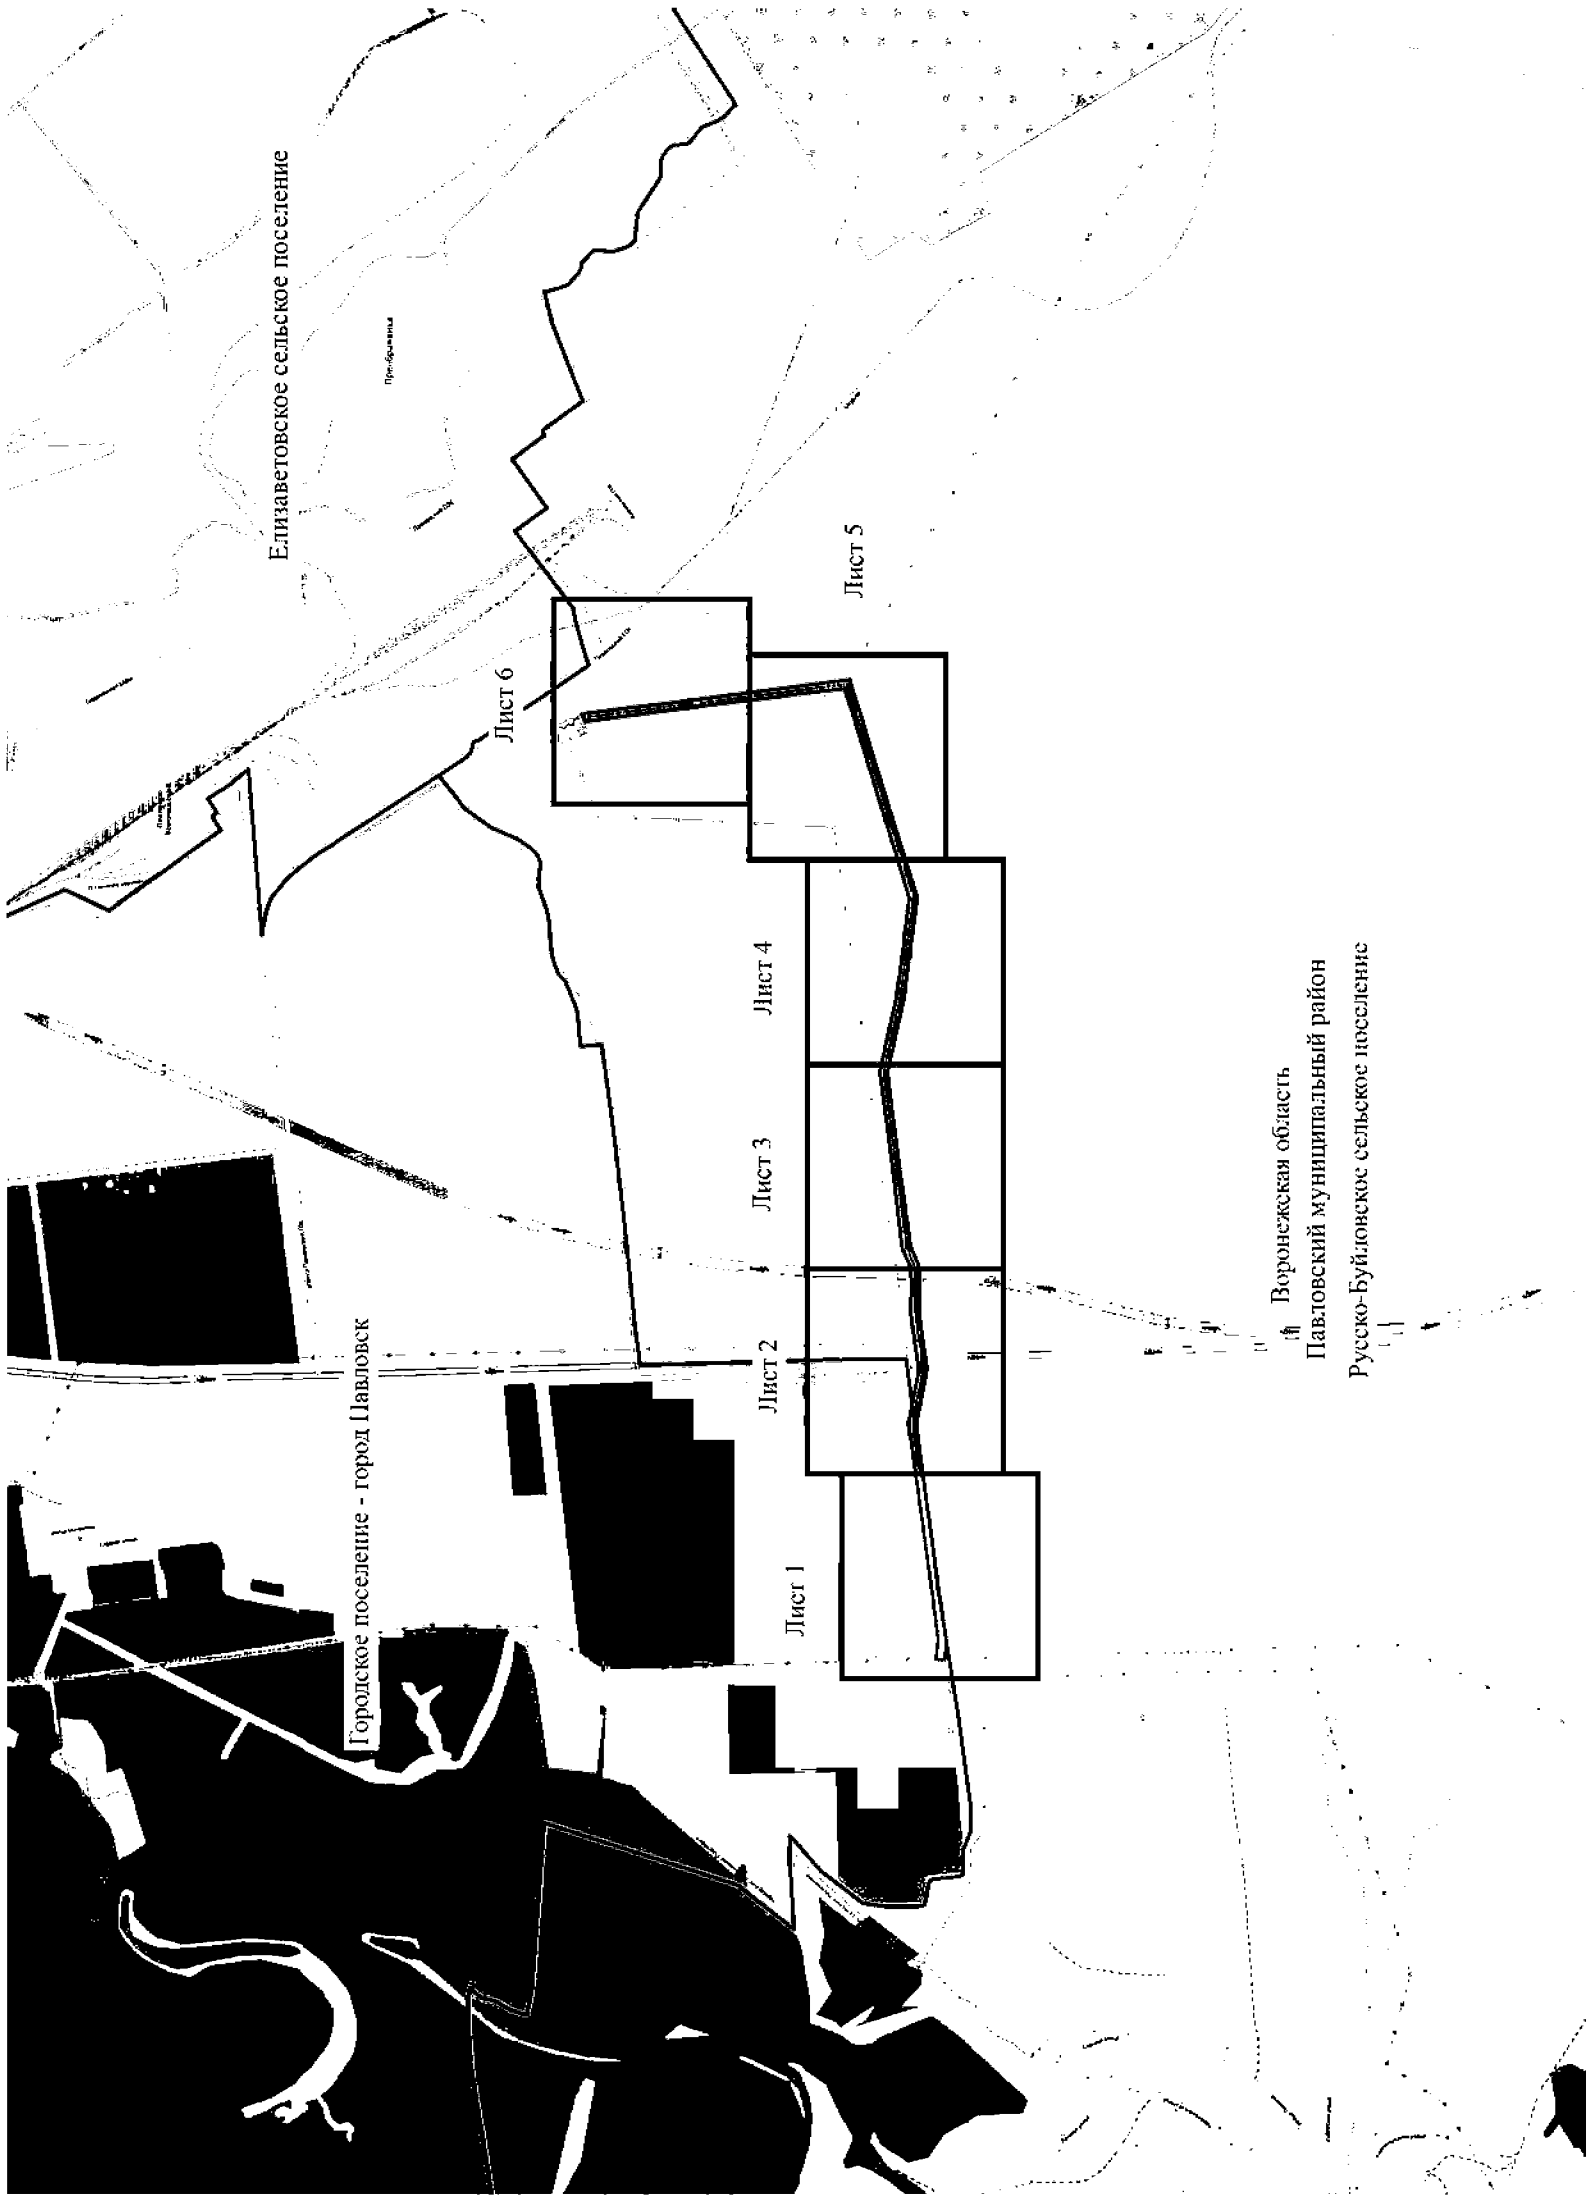 Елизаветовское сельское поселение
Лист 6
Лист 5
Лист 4
Лист 3
Лист 2
Лист 1
Городское поселение - город Павловск
Воронежская область
Павловский муниципальный район
Русско-Буйловское сельское поселение